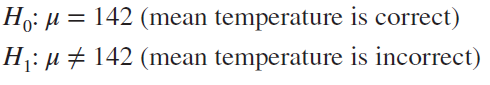 H₀: μ = 142 (mean temperature is correct)
H₁: μ ≠ 142 (mean temperature is incorrect)